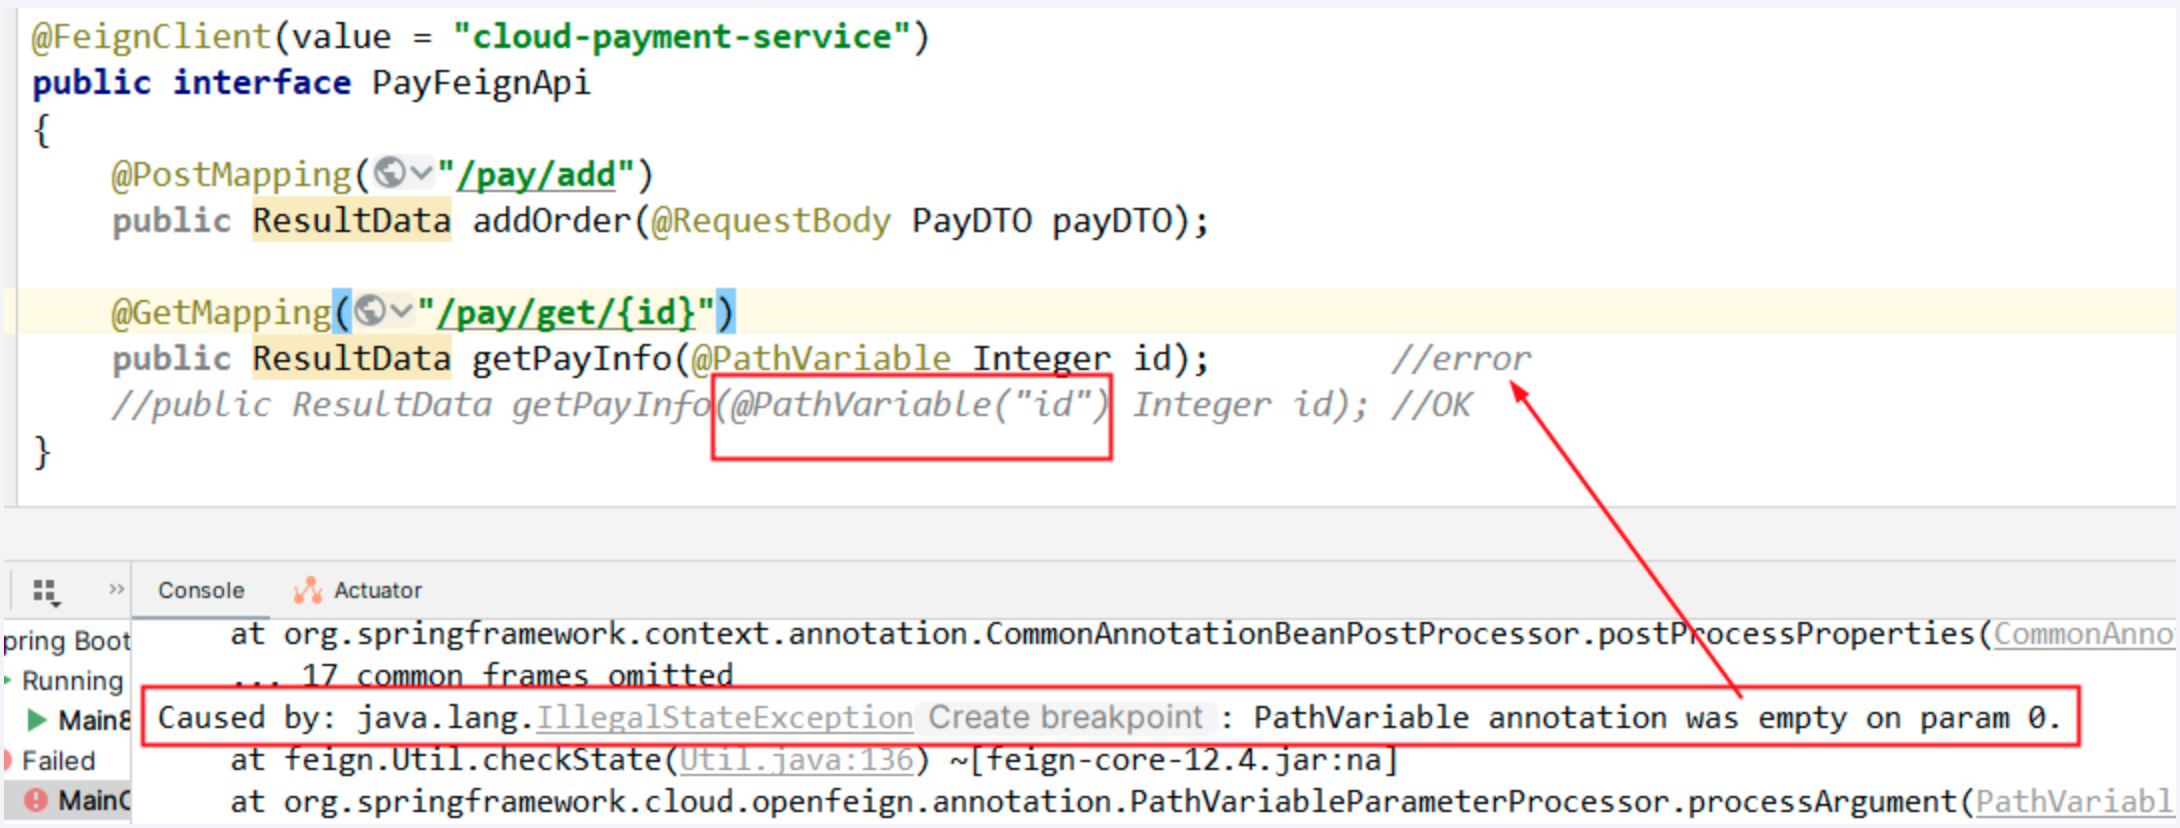 @FeignClient(value = "cloud-payment-service")
public interface PayFeignApi
{
@PostMapping("/pay/add")
public ResultData addOrder(@RequestBody PayDTO payDTO);
@GetMapping("/pay/get/{id}")
public ResultData getPayInfo(@PathVariable Integer id); //error
//public ResultData getPayInfo(@PathVariable("id") Integer id); //OK
}
» Console Actuator
pring Boot at org.springframework.context.annotation.CommonAnnotationBeanPostProcessor.postProcessProperties(CommonAnno
Running ... 17 common frames omitted
Main8 Caused by: java.lang.IllegalStateException Create breakpoint : PathVariable annotation was empty on param 0.
Failed at feign.Util.checkState(Util.java:136) ~[feign-core-12.4.jar:na]
MainO at org.springframework.cloud.openfeign.annotation.PathVariableParameterProcessor.processArgument(PathVariabl